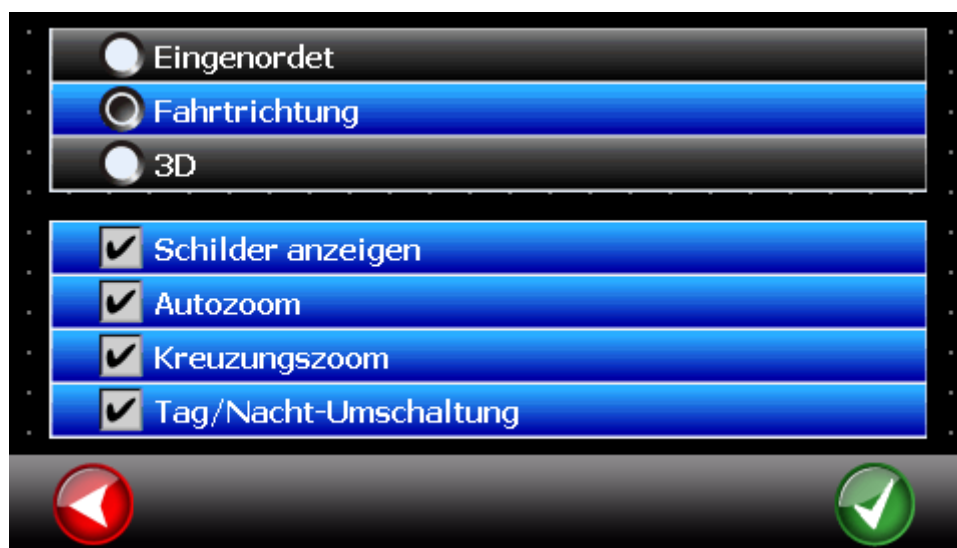 Eingenordet
Fahrtrichtung
3D
Schilder anzeigen
Autozoom
Kreuzungszoom
Tag/Nacht-Umschaltung